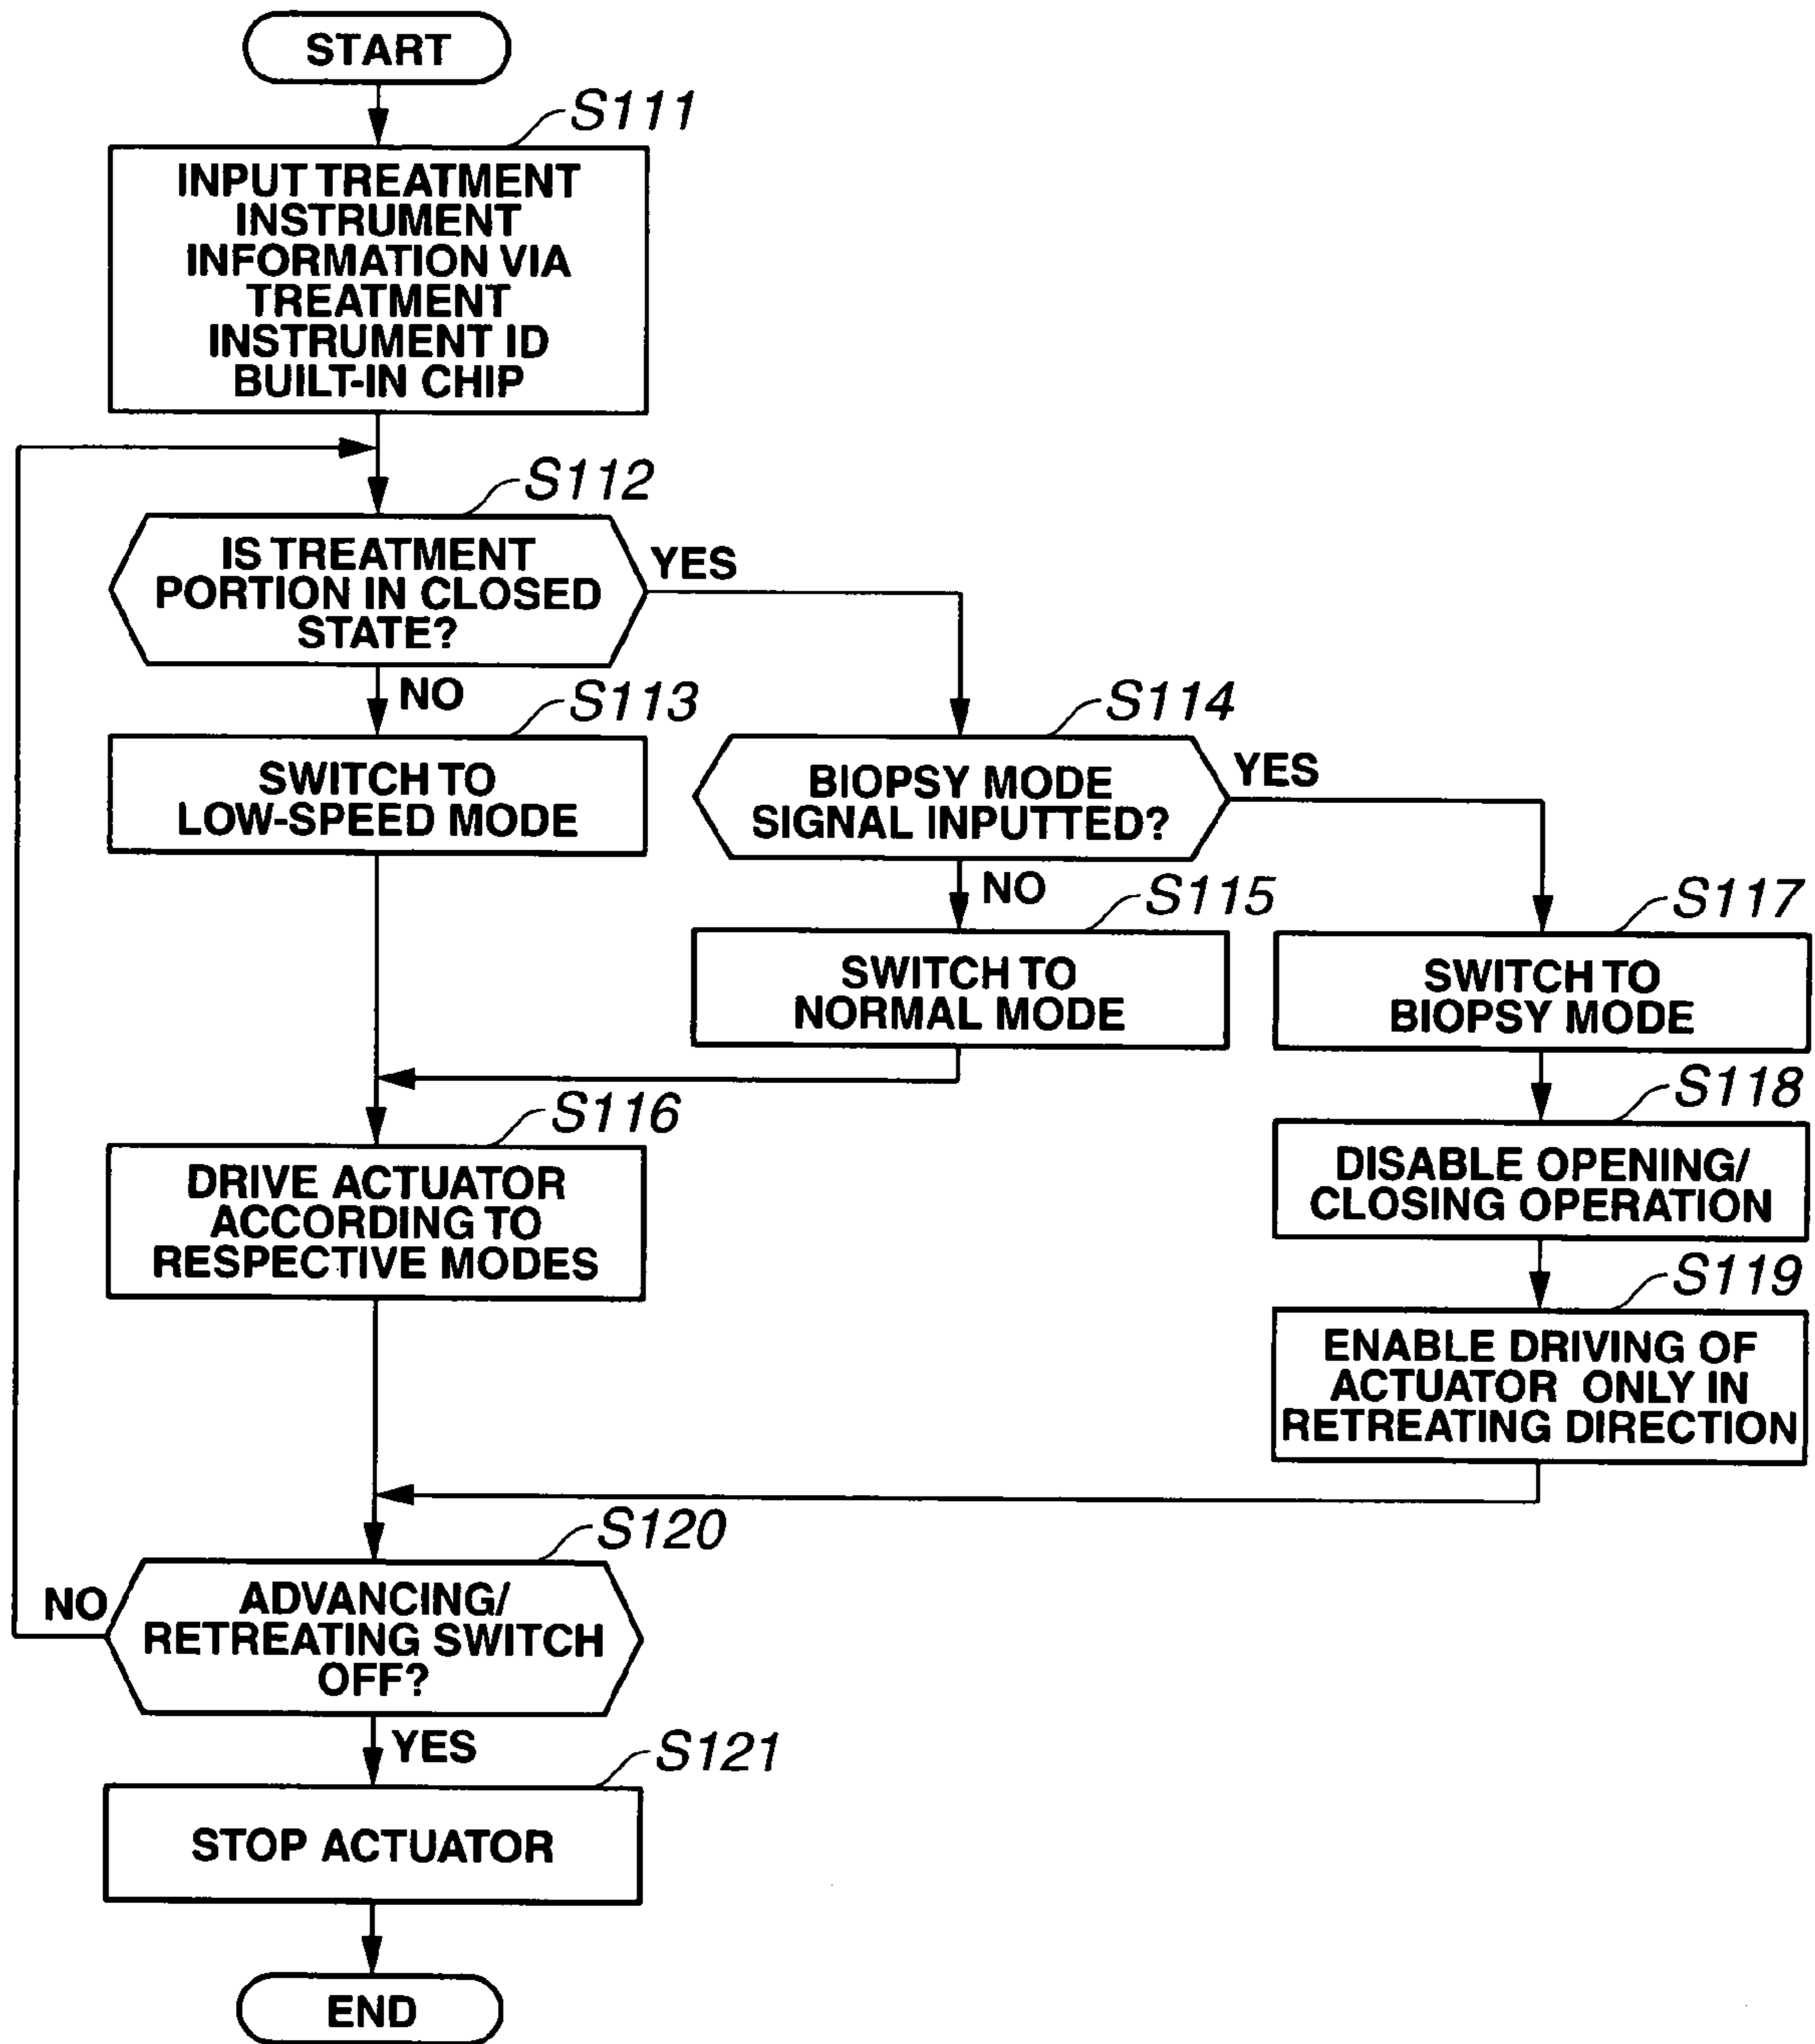 START
S111
INPUT TREATMENT
INSTRUMENT
INFORMATION VIA
TREATMENT
INSTRUMENT ID
BUILT-IN CHIP
S112
IS TREATMENT
PORTION IN CLOSED
STATE?
YES
NO
S113
SWITCH TO
LOW-SPEED MODE
S114
BIOPSY MODE
SIGNAL INPUTTED?
YES
NO
S115
SWITCH TO
NORMAL MODE
S117
SWITCH TO
BIOPSY MODE
S116
DRIVE ACTUATOR
ACCORDING TO
RESPECTIVE MODES
S118
DISABLE OPENING/
CLOSING OPERATION
S119
ENABLE DRIVING OF
ACTUATOR ONLY IN
RETREATING DIRECTION
S120
NO
ADVANCING/
RETREATING SWITCH
OFF?
YES
S121
STOP ACTUATOR
END